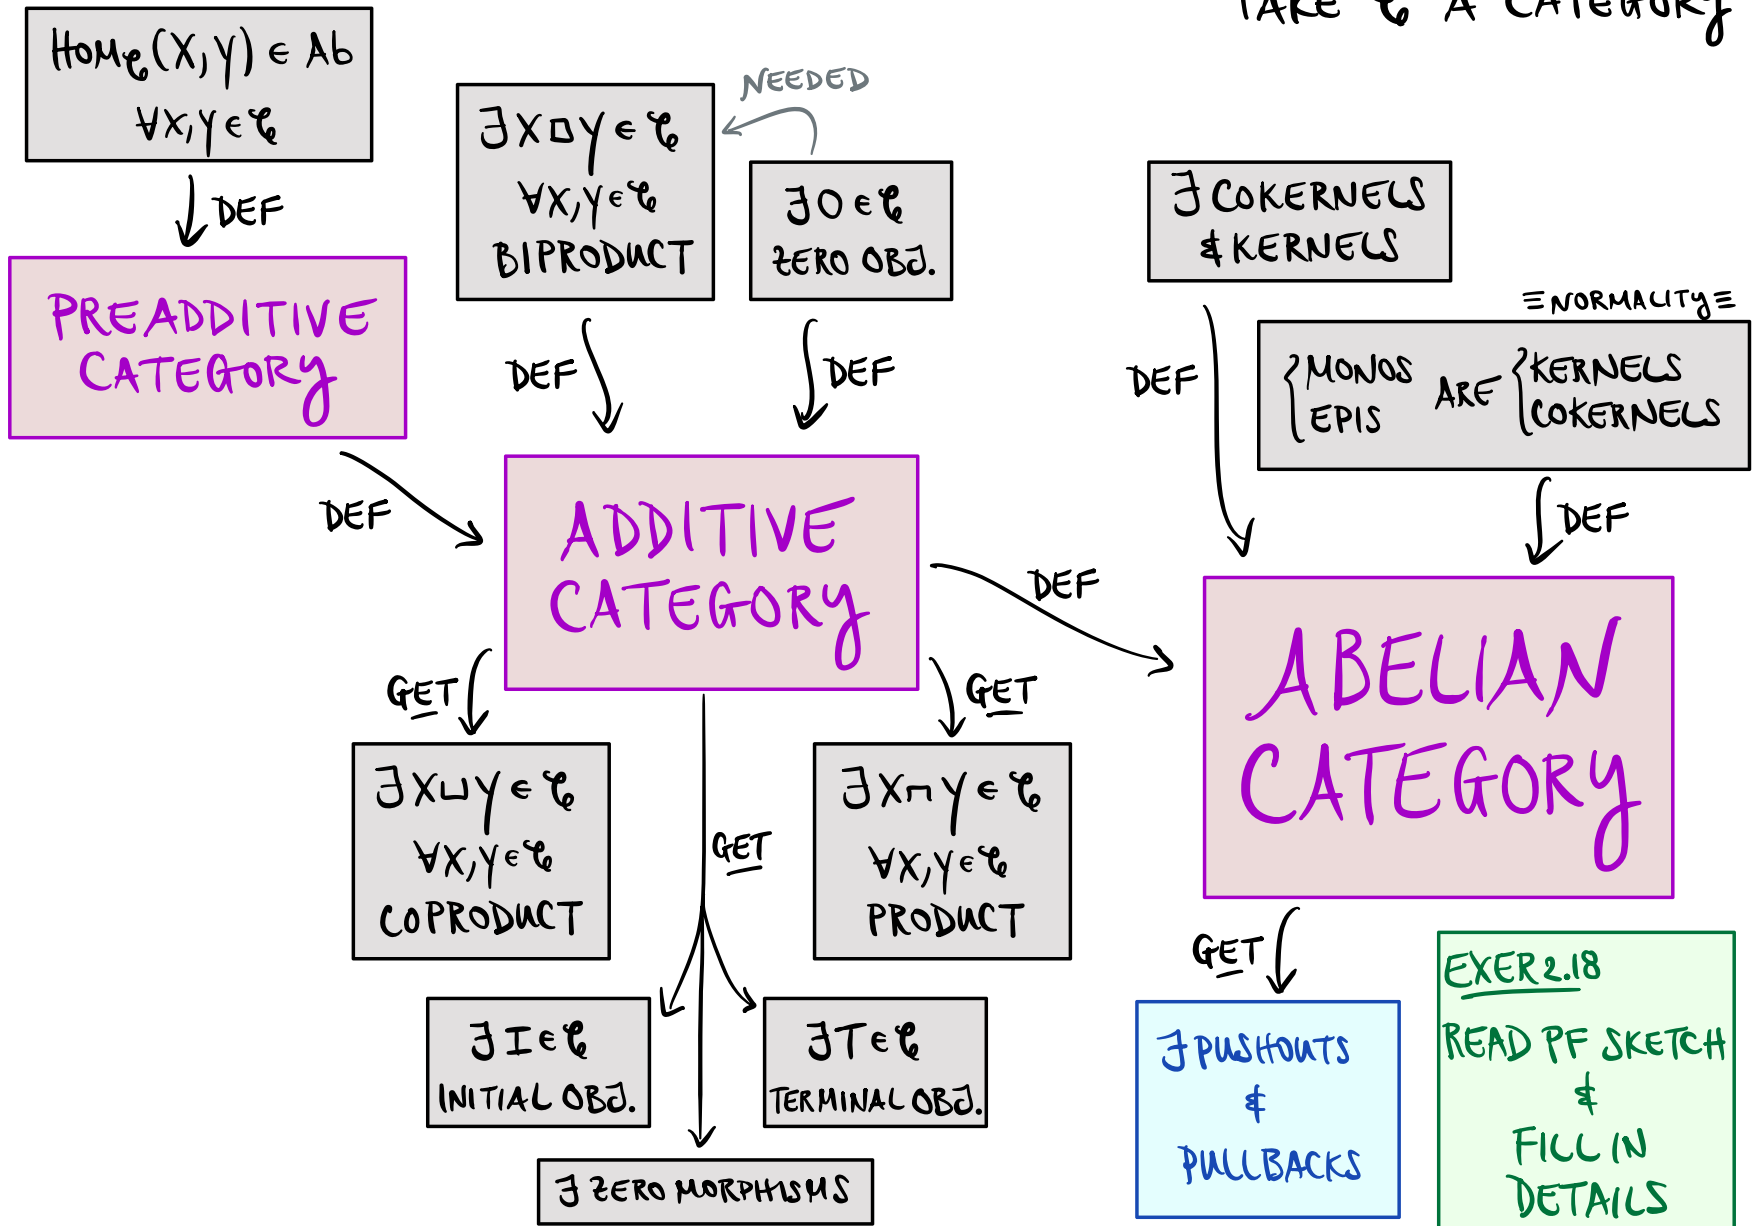 TAKE 𝒞 A CATEGORY
Hom𝒞(X,Y) ∈ Ab
∀X,Y ∈ 𝒞
DEF
PREADDITIVE
CATEGORY
NEEDED
∃ X □ Y ∈ 𝒞
∀X,Y ∈ 𝒞
BIPRODUCT
∃ 0 ∈ 𝒞
ZERO OBJ.
DEF
DEF
DEF
∃ COKERNELS
& KERNELS
≡ NORMALITY ≡
{ MONOS ARE { KERNELS
{ EPIS { COKERNELS
DEF
DEF
ADDITIVE
CATEGORY
DEF
ABELIAN
CATEGORY
GET
GET
GET
∃ X ⊔ Y ∈ 𝒞
∀X,Y ∈ 𝒞
COPRODUCT
∃ X ⊓ Y ∈ 𝒞
∀X,Y ∈ 𝒞
PRODUCT
∃ I ∈ 𝒞
INITIAL OBJ.
∃ T ∈ 𝒞
TERMINAL OBJ.
∃ ZERO MORPHISMS
GET
∃ PUSHOUTS
&
PULLBACKS
EXER 2.18
READ PF SKETCH
&
FILL IN
DETAILS